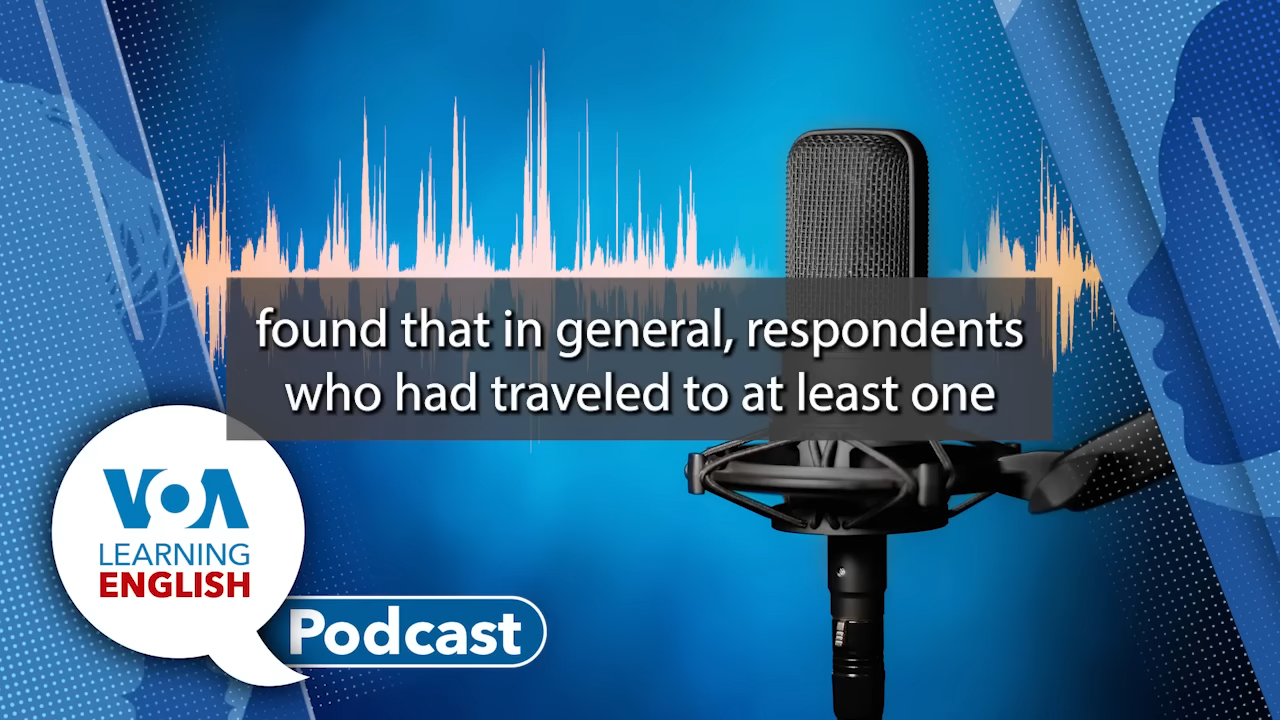 found that in general, respondents
who had traveled to at least one
VOA
LEARNING
ENGLISH
Podcast